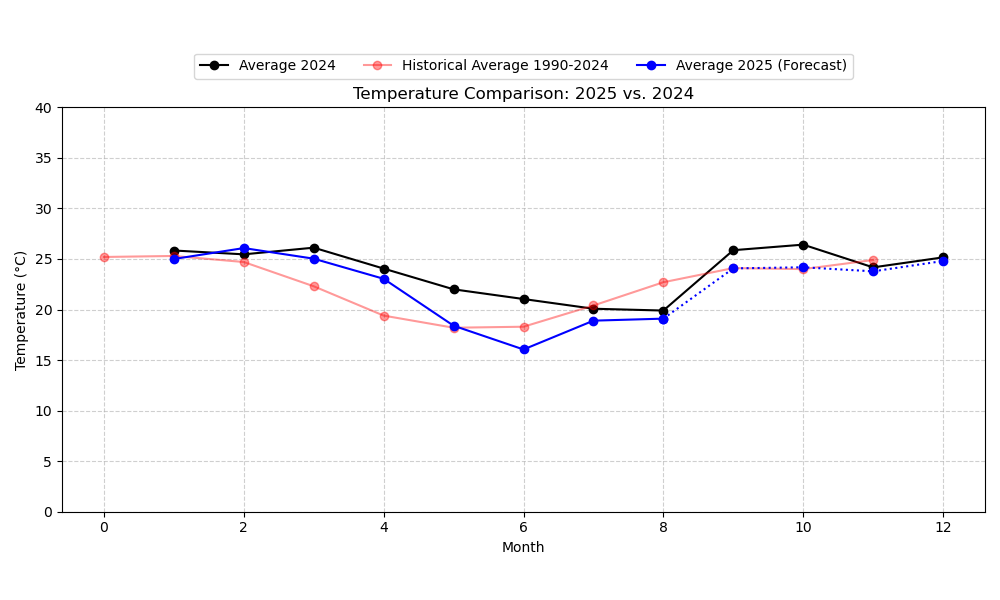 Average 2024 Historical Average 1990-2024 Average 2025 (Forecast)
Temperature Comparison: 2025 vs. 2024
40
35
30
25
20
15
10
5
0
Temperature (°C)
0 2 4 6 8 10 12
Month